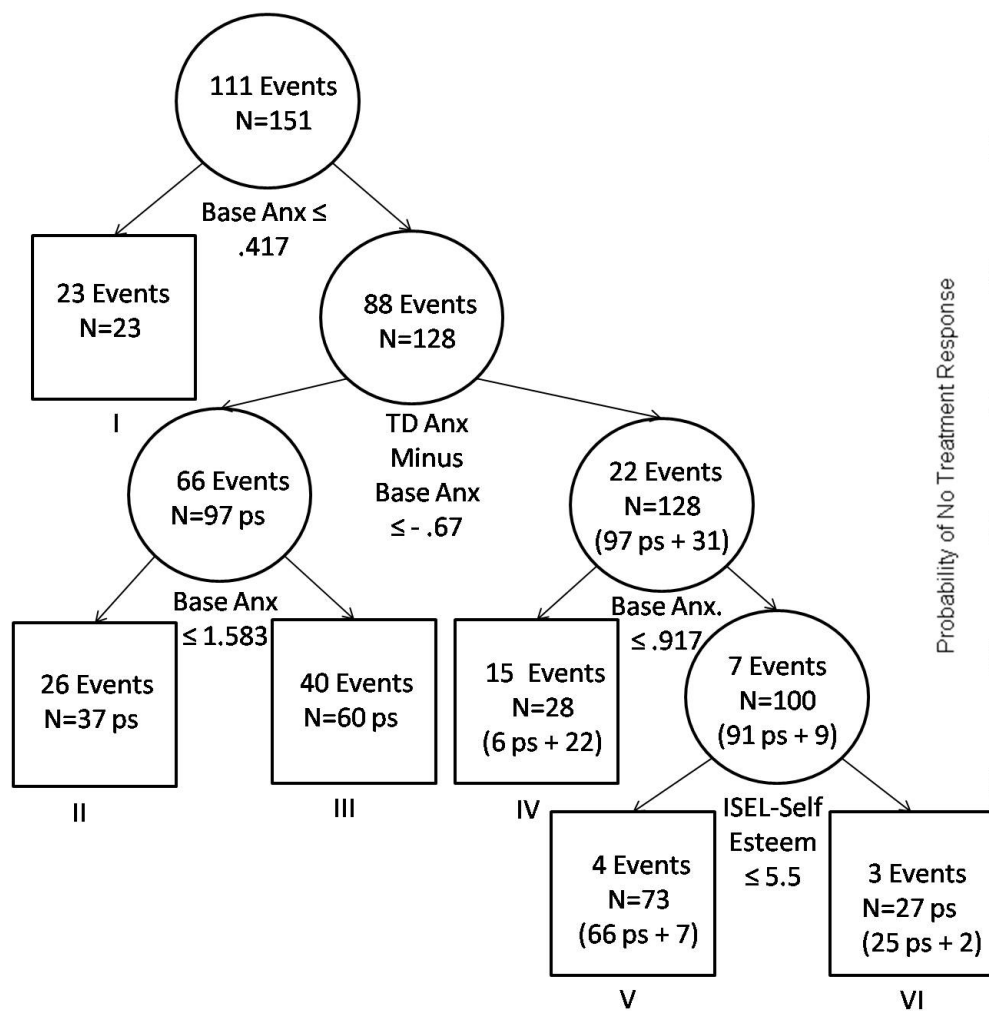 111 Events
N=151
Base Anx ≤
.417
23 Events
N=23
I
88 Events
N=128
TD Anx
Minus
Base Anx
≤ - .67
66 Events
N=97 ps
22 Events
N=128
(97 ps + 31)
Base Anx
≤ 1.583
Base Anx.
≤ .917
26 Events
N=37 ps
II
40 Events
N=60 ps
III
15 Events
N=28
(6 ps + 22)
IV
7 Events
N=100
(91 ps + 9)
ISEL-Self
Esteem
≤ 5.5
4 Events
N=73
(66 ps + 7)
V
3 Events
N=27 ps
(25 ps + 2)
VI
Probability of No Treatment Response